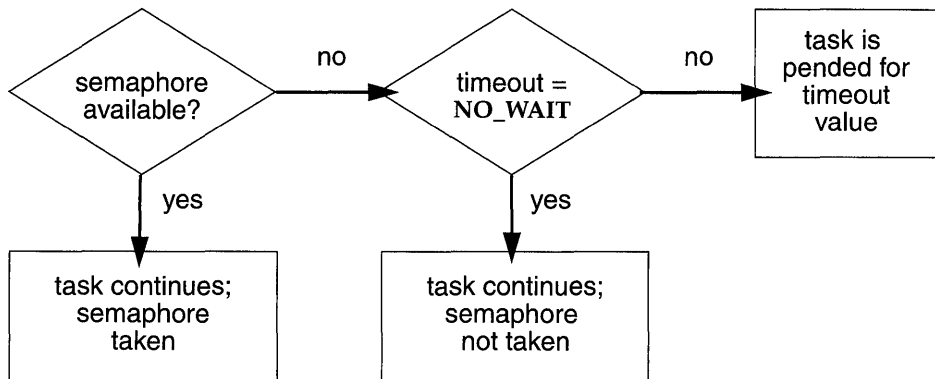 semaphore
available?
no
timeout =
NO_WAIT
no
task is
pended for
timeout
value
yes
yes
task continues;
semaphore
taken
task continues;
semaphore
not taken